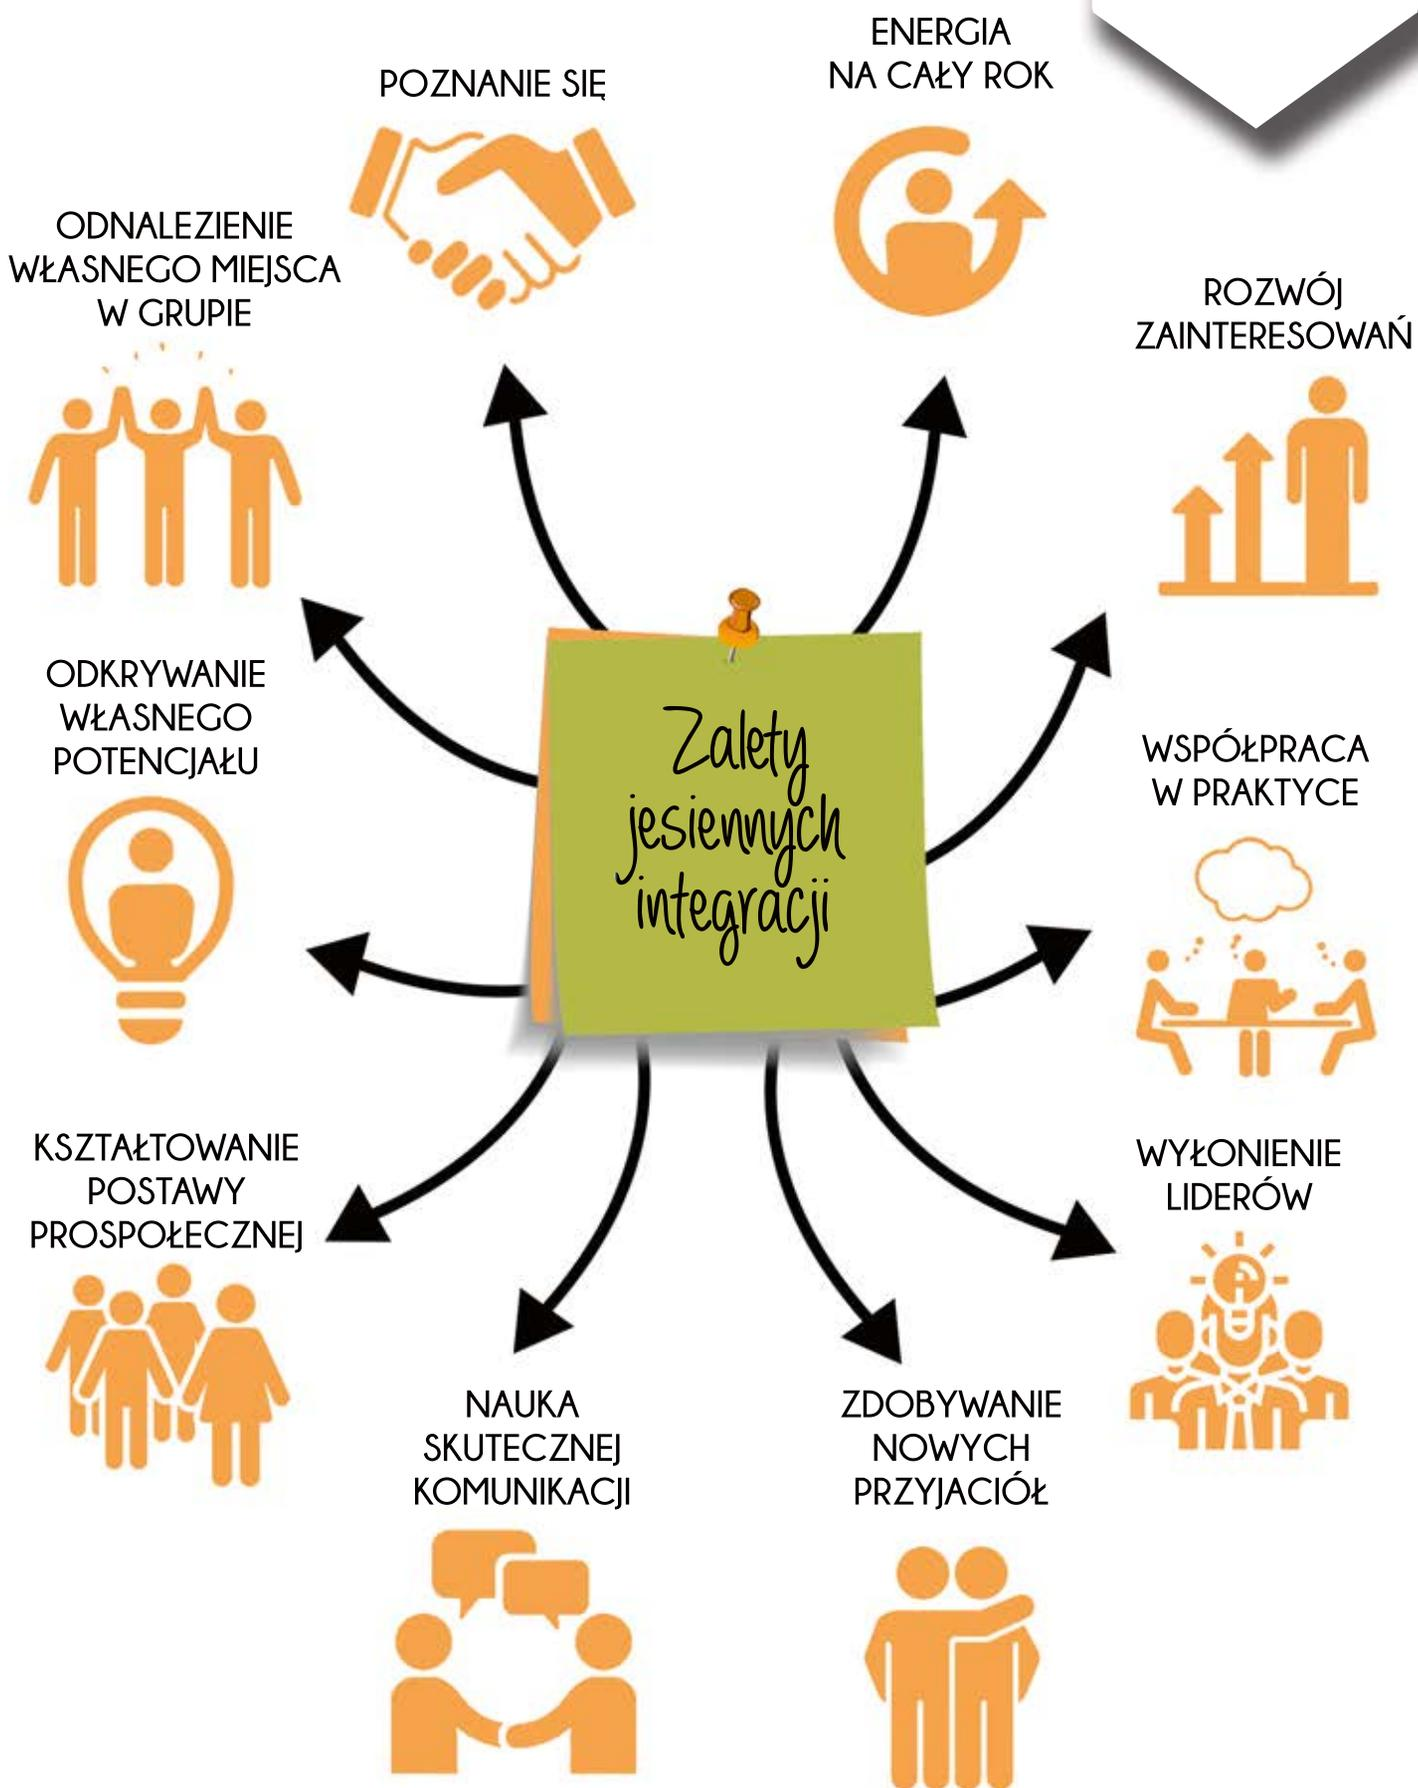 POZNANIE SIĘ
ENERGIA
NA CAŁY ROK
ODNALEZIENIE
WŁASNEGO MIEJSCA
W GRUPIE
ROZWÓJ
ZAINTERESOWAŃ
ODKRYWANIE
WŁASNEGO
POTENCJAŁU
Zalety
jesiennych
integracji
WSPÓŁPRACA
W PRAKTYCE
KSZTAŁTOWANIE
POSTAWY
PROSPOŁECZNEJ
WYŁONIENIE
LIDERÓW
NAUKA
SKUTECZNEJ
KOMUNIKACJI
ZDOBYWANIE
NOWYCH
PRZYJACIÓŁ